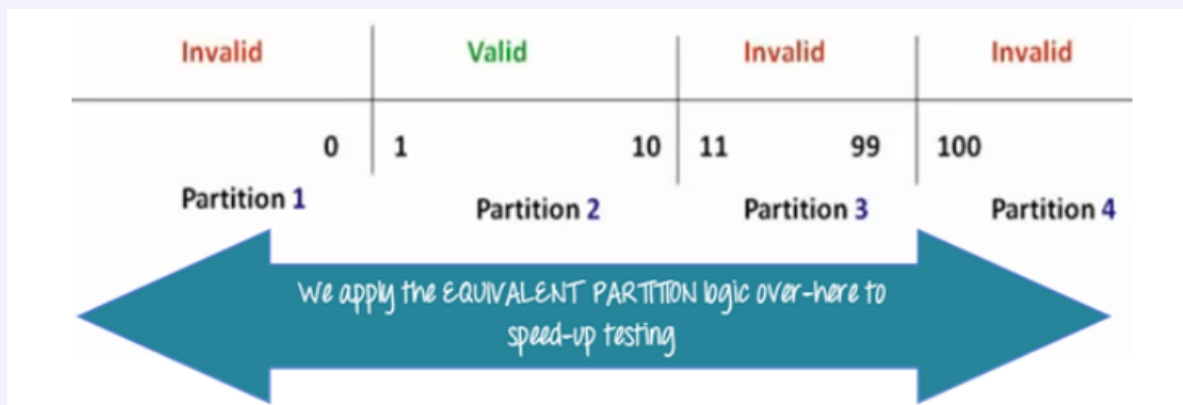 Invalid Valid Invalid Invalid
0 1 10 11 99 100
Partition 1 Partition 2 Partition 3 Partition 4
We apply the EQUIVALENT PARTITION logic over-here to
speed-up testing